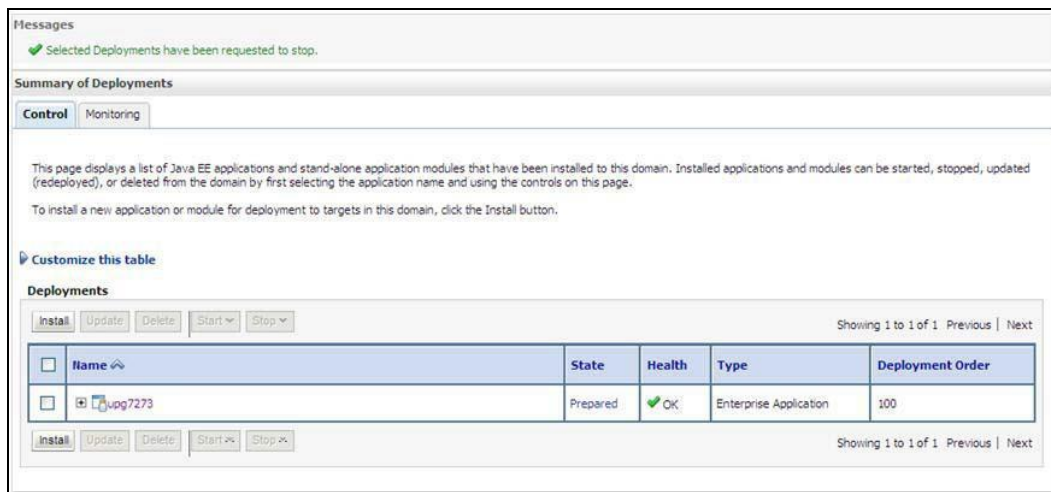 Messages
Selected Deployments have been requested to stop.
Summary of Deployments
Control Monitoring
This page displays a list of Java EE applications and stand-alone application modules that have been installed to this domain. Installed applications and modules can be started, stopped, updated
(redeployed), or deleted from the domain by first selecting the application name and using the controls on this page.
To install a new application or module for deployment to targets in this domain, click the Install button.
Customize this table
Deployments
Install Update Delete Start Stop Showing 1 to 1 of 1 Previous | Next
Name State Health Type Deployment Order
upg7273 Prepared OK Enterprise Application 100
Install Update Delete Start Stop Showing 1 to 1 of 1 Previous | Next